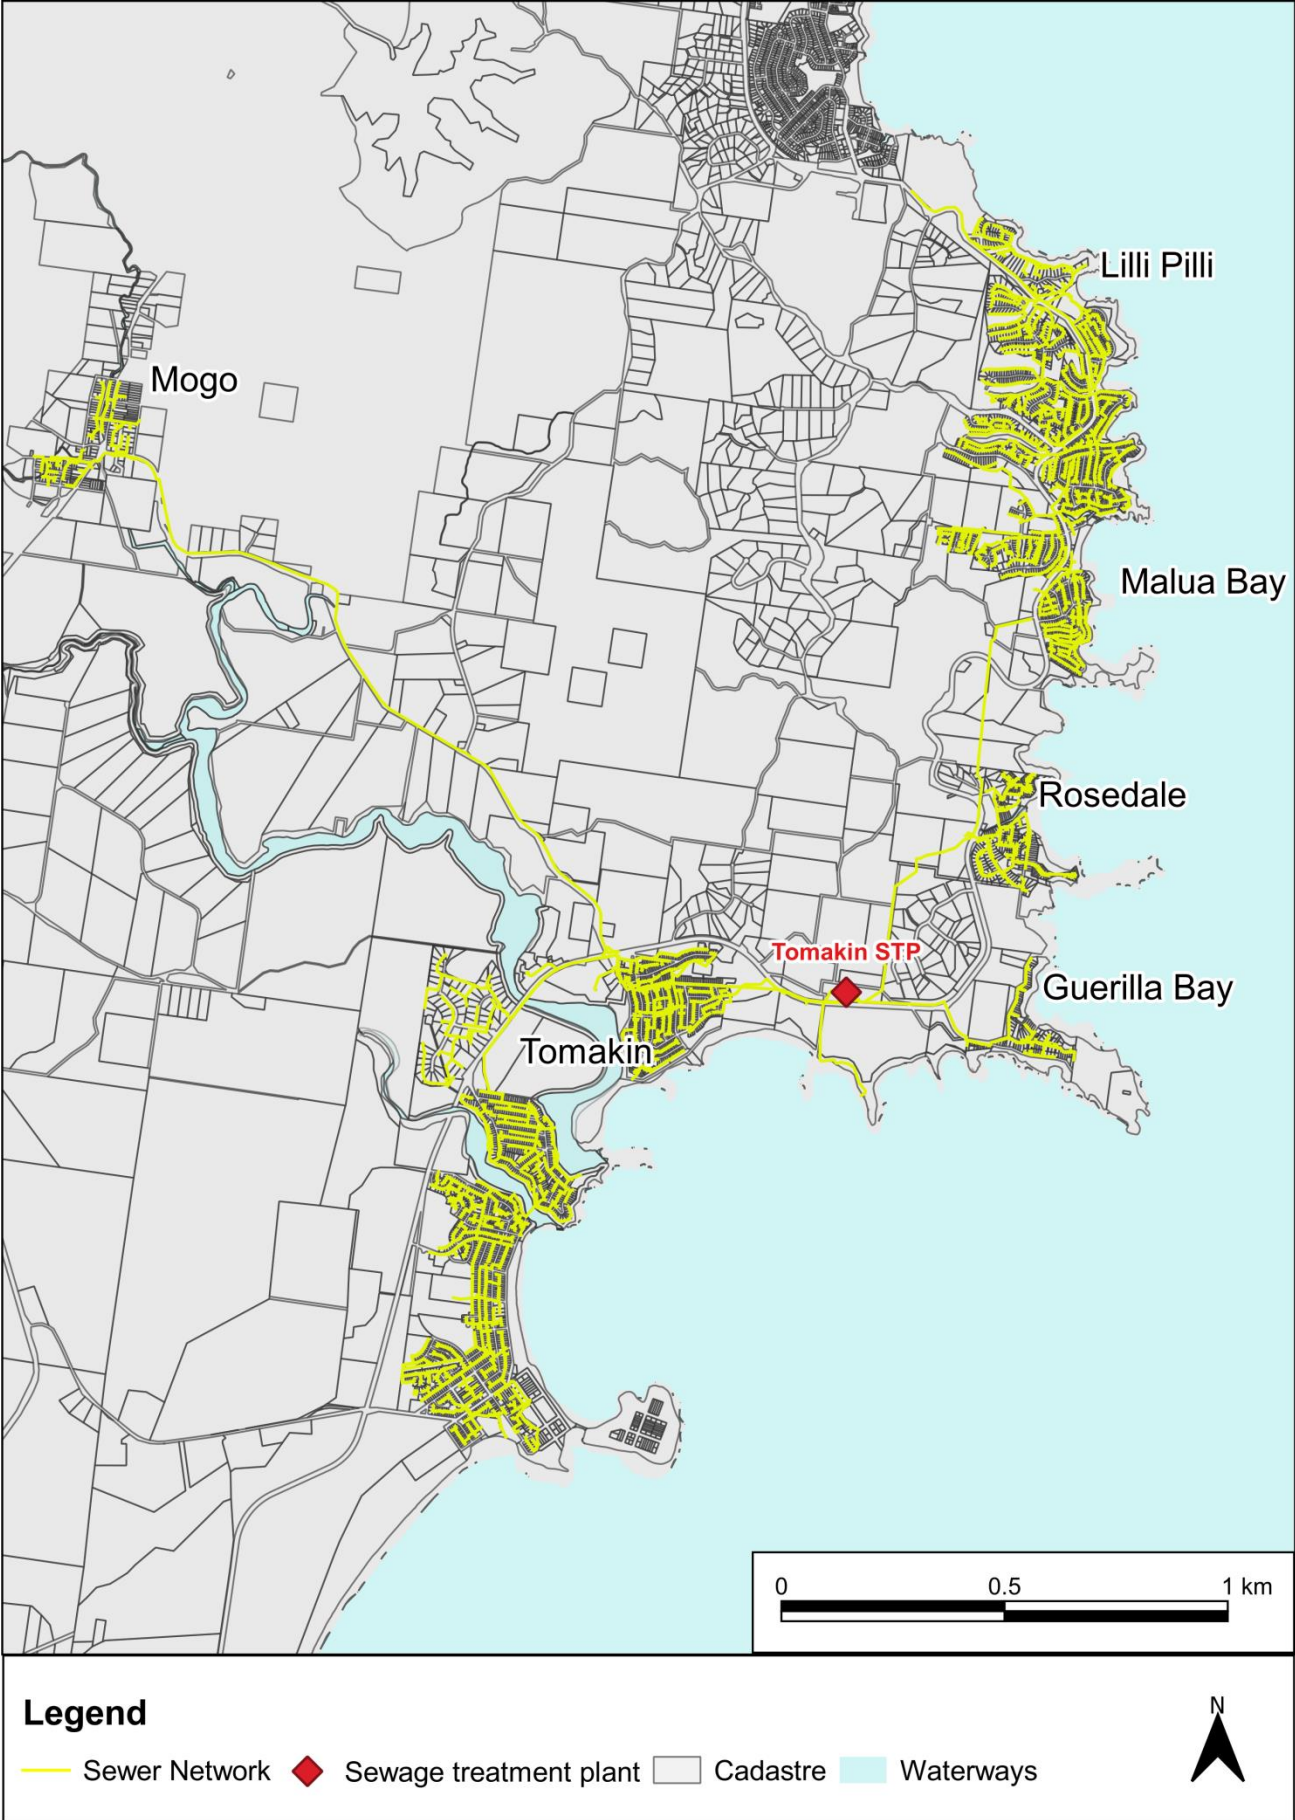 Lilli Pilli
Mogo
Malua Bay
Rosedale
Tomakin STP
Guerilla Bay
Tomakin
0 0.5 1 km
Legend
N
Sewer Network Sewage treatment plant Cadastre Waterways